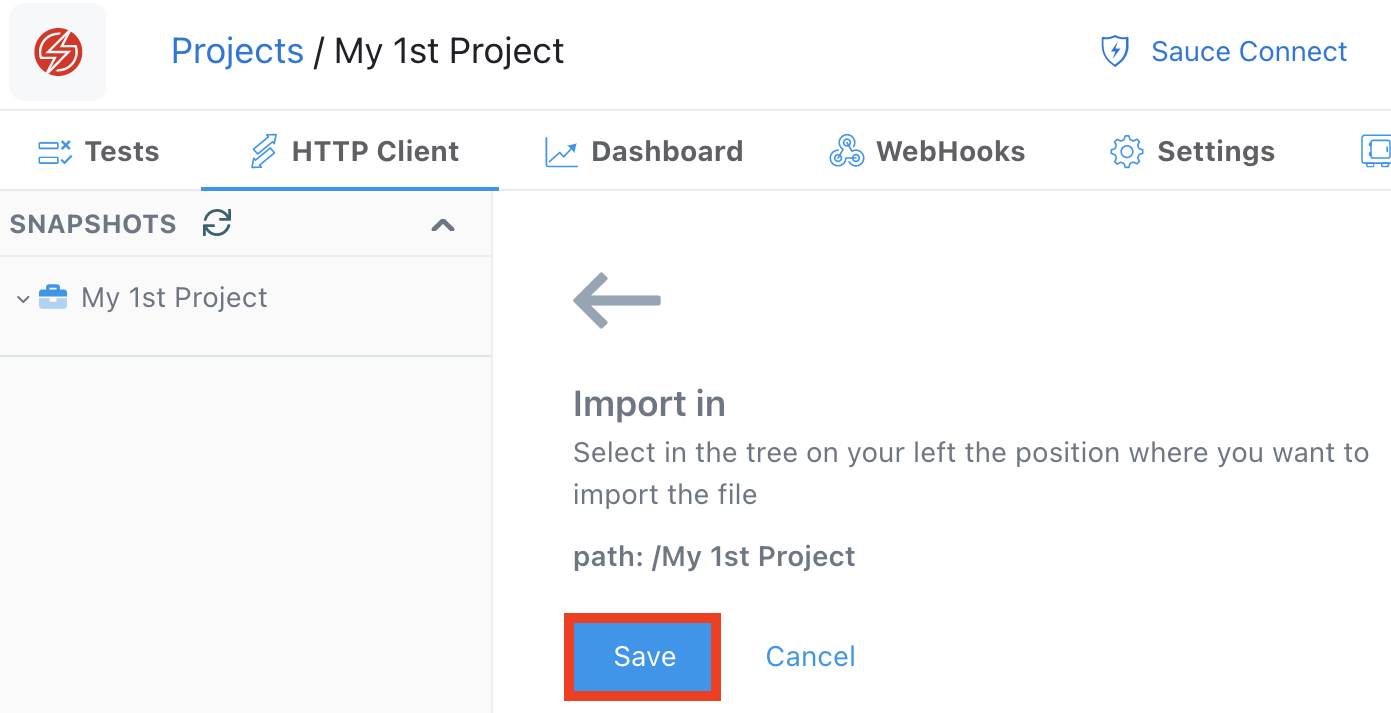 Projects / My 1st Project
Sauce Connect
Tests
HTTP Client
Dashboard
WebHooks
Settings
SNAPSHOTS
My 1st Project
Import in
Select in the tree on your left the position where you want to
import the file
path: /My 1st Project
Save
Cancel